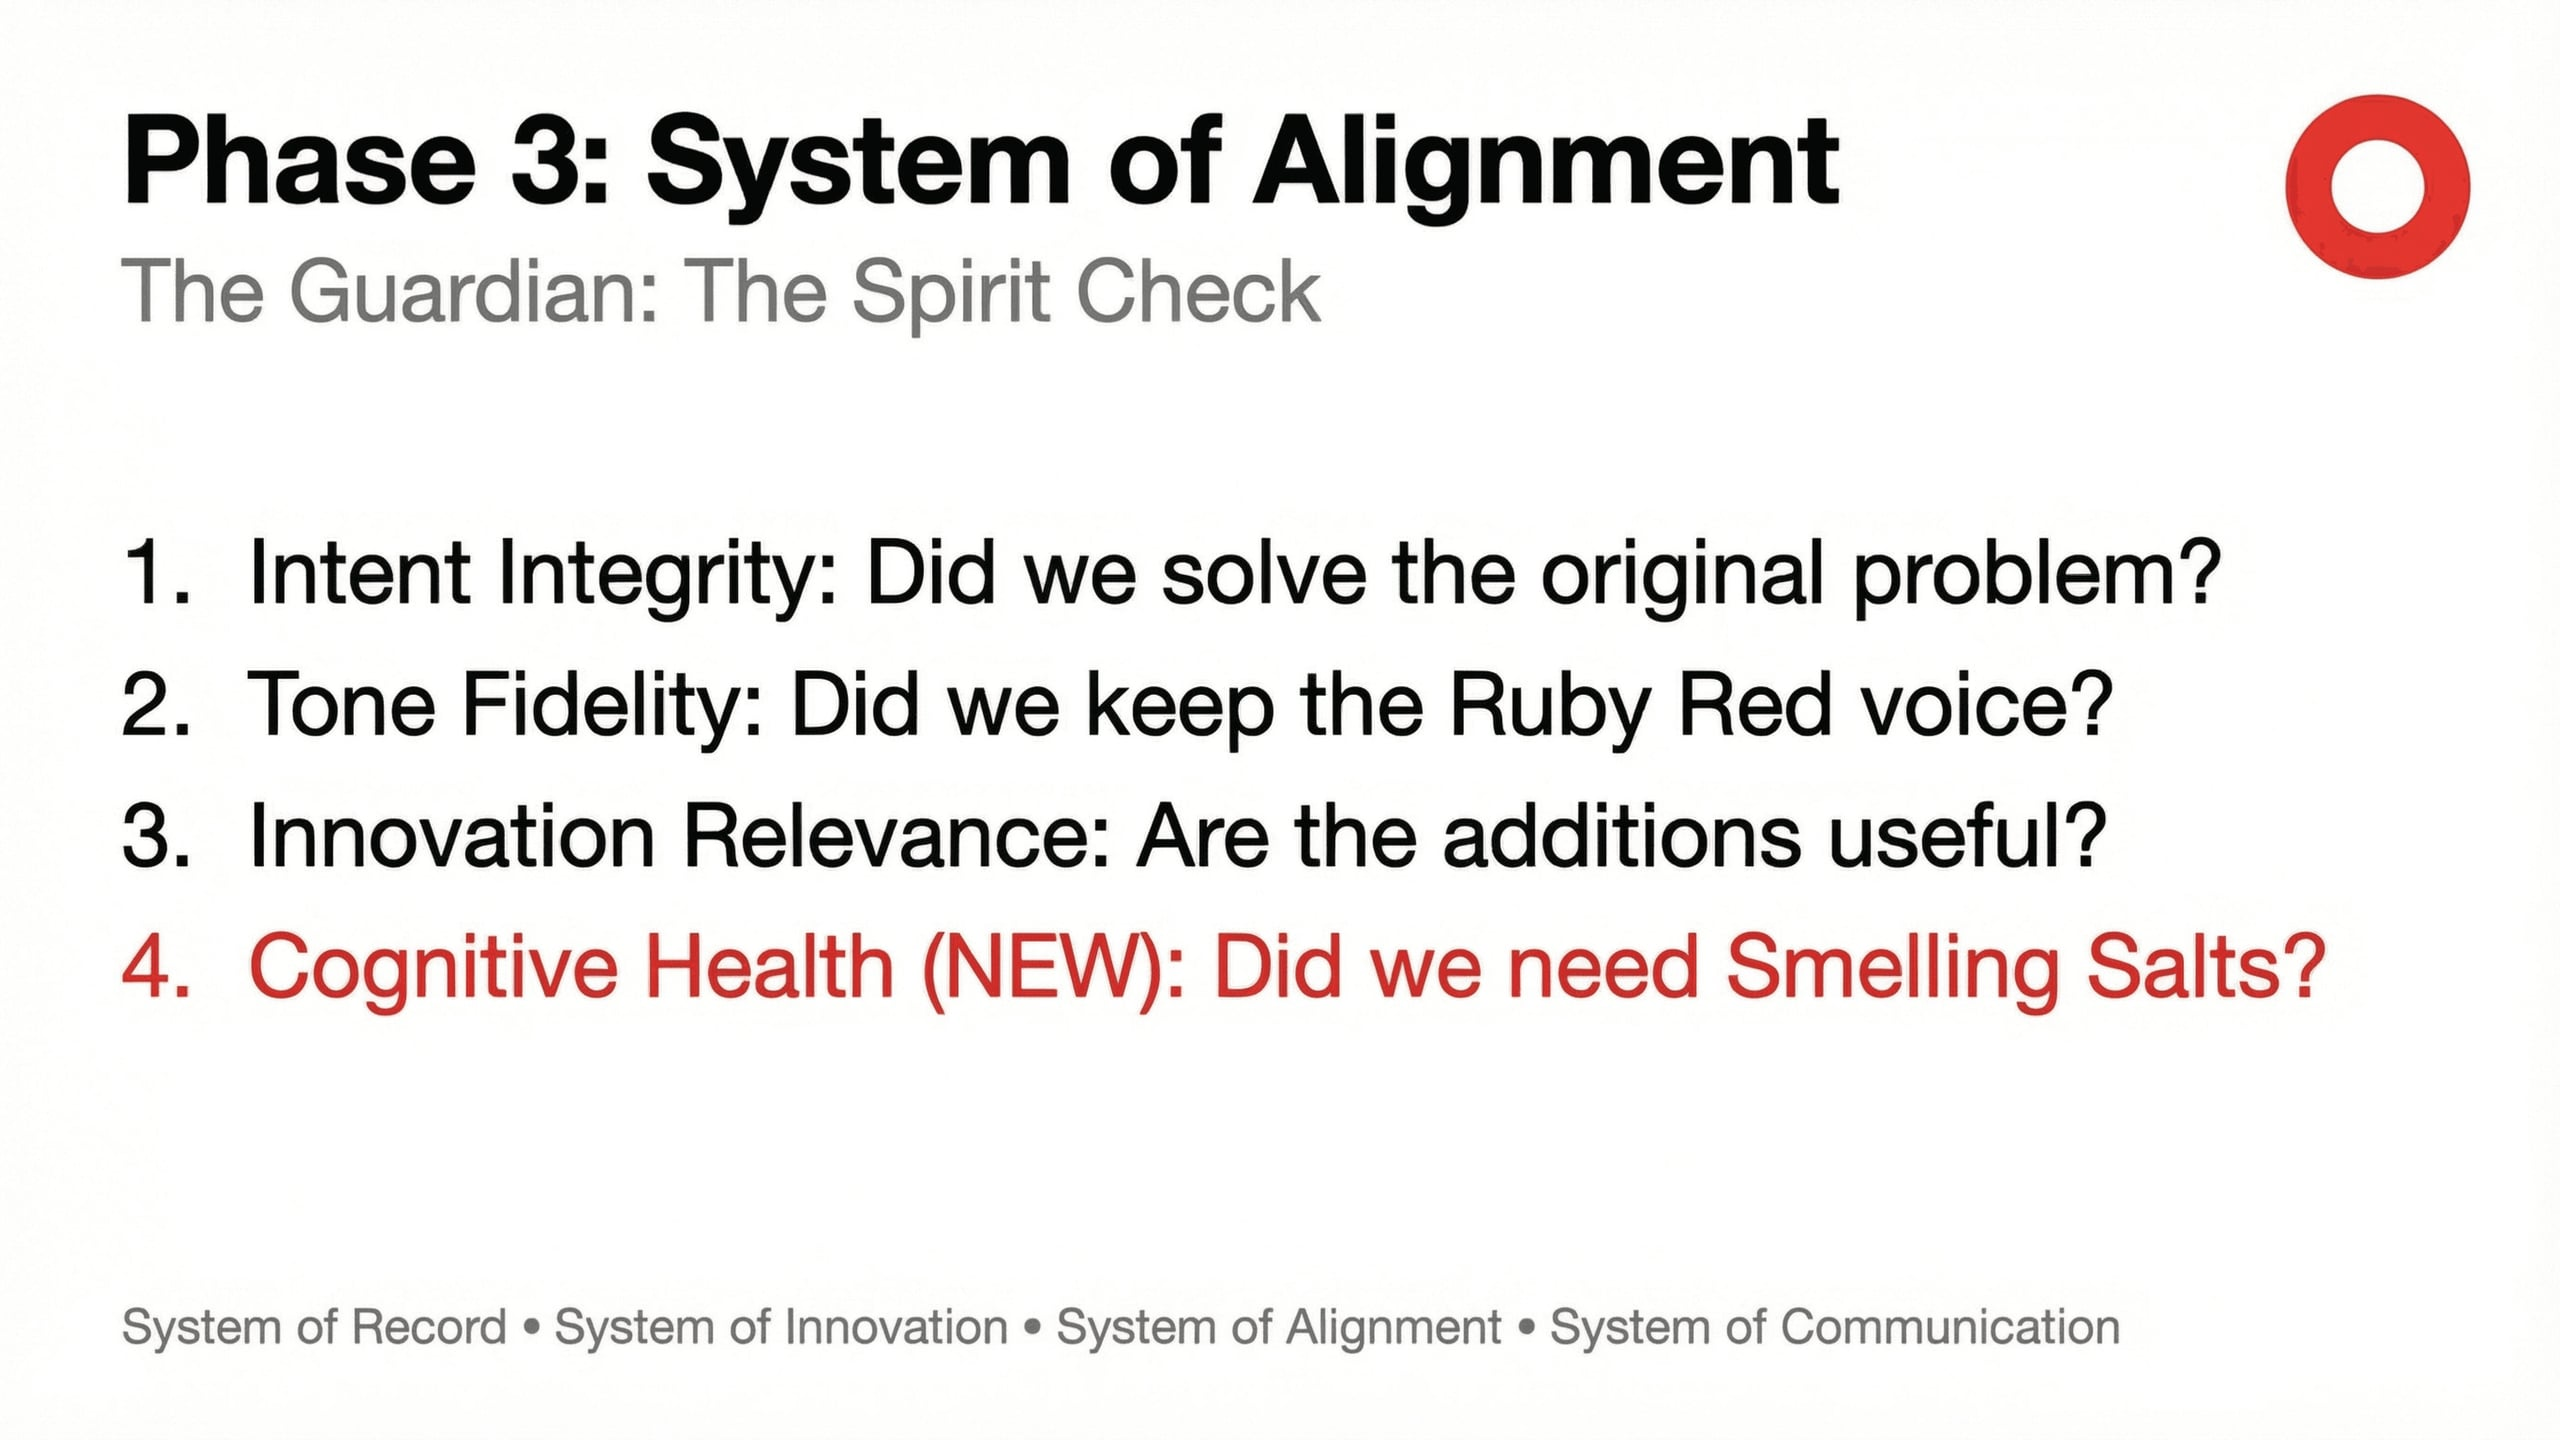 Phase 3: System of Alignment
The Guardian: The Spirit Check
1. Intent Integrity: Did we solve the original problem?
2. Tone Fidelity: Did we keep the Ruby Red voice?
3. Innovation Relevance: Are the additions useful?
4. Cognitive Health (NEW): Did we need Smelling Salts?
System of Record • System of Innovation • System of Alignment • System of Communication